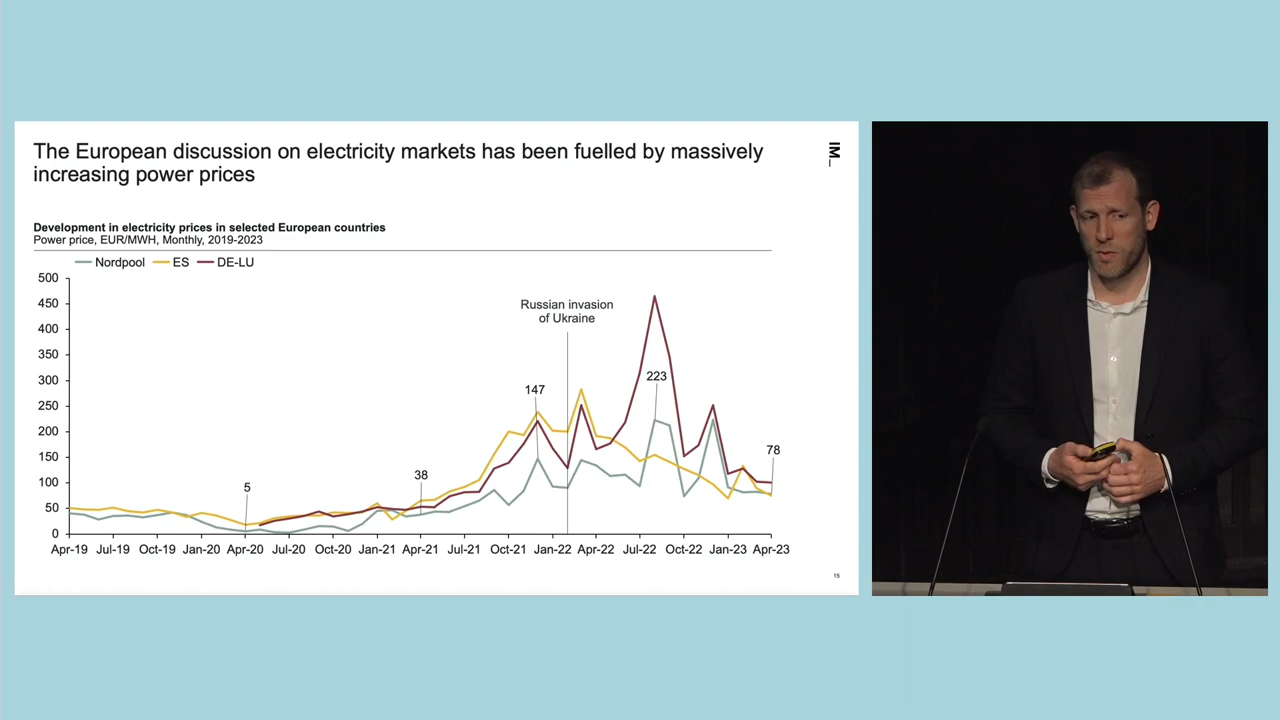 The European discussion on electricity markets has been fuelled by massively
increasing power prices
IM_
Development in electricity prices in selected European countries
Power price, EUR/MWH, Monthly, 2019-2023
Nordpool ES DE-LU
500
450
400
350
300
250
200
150
100
50
0
Russian invasion
of Ukraine
5
38
147
223
78
Apr-19 Jul-19 Oct-19 Jan-20 Apr-20 Jul-20 Oct-20 Jan-21 Apr-21 Jul-21 Oct-21 Jan-22 Apr-22 Jul-22 Oct-22 Jan-23 Apr-23
15